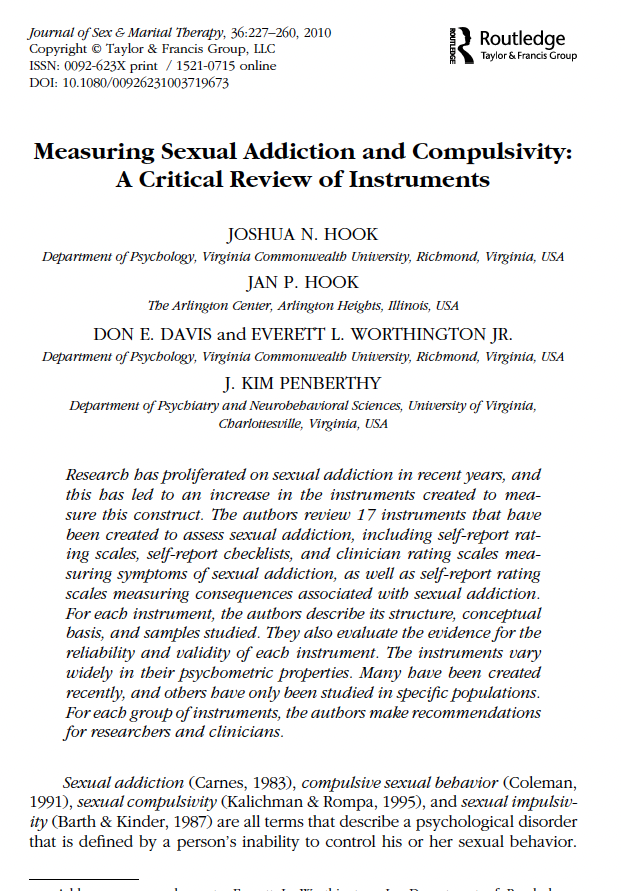 Journal of Sex & Marital Therapy, 36:227–260, 2010
Copyright © Taylor & Francis Group, LLC
ISSN: 0092-623X print / 1521-0715 online
DOI: 10.1080/00926231003719673
ROUTLEDGE
Routledge
Taylor & Francis Group
Measuring Sexual Addiction and Compulsivity:
A Critical Review of Instruments
JOSHUA N. HOOK
Department of Psychology, Virginia Commonwealth University, Richmond, Virginia, USA
JAN P. HOOK
The Arlington Center, Arlington Heights, Illinois, USA
DON E. DAVIS and EVERETT L. WORTHINGTON JR.
Department of Psychology, Virginia Commonwealth University, Richmond, Virginia, USA
J. KIM PENBERTHY
Department of Psychiatry and Neurobehavioral Sciences, University of Virginia,
Charlottesville, Virginia, USA
Research has proliferated on sexual addiction in recent years, and
this has led to an increase in the instruments created to mea-
sure this construct. The authors review 17 instruments that have
been created to assess sexual addiction, including self-report rat-
ing scales, self-report checklists, and clinician rating scales mea-
suring symptoms of sexual addiction, as well as self-report rating
scales measuring consequences associated with sexual addiction.
For each instrument, the authors describe its structure, conceptual
basis, and samples studied. They also evaluate the evidence for the
reliability and validity of each instrument. The instruments vary
widely in their psychometric properties. Many have been created
recently, and others have only been studied in specific populations.
For each group of instruments, the authors make recommendations
for researchers and clinicians.
Sexual addiction (Carnes, 1983), compulsive sexual behavior (Coleman,
1991), sexual compulsivity (Kalichman & Rompa, 1995), and sexual impulsiv-
ity (Barth & Kinder, 1987) are all terms that describe a psychological disorder
that is defined by a person's inability to control his or her sexual behavior.